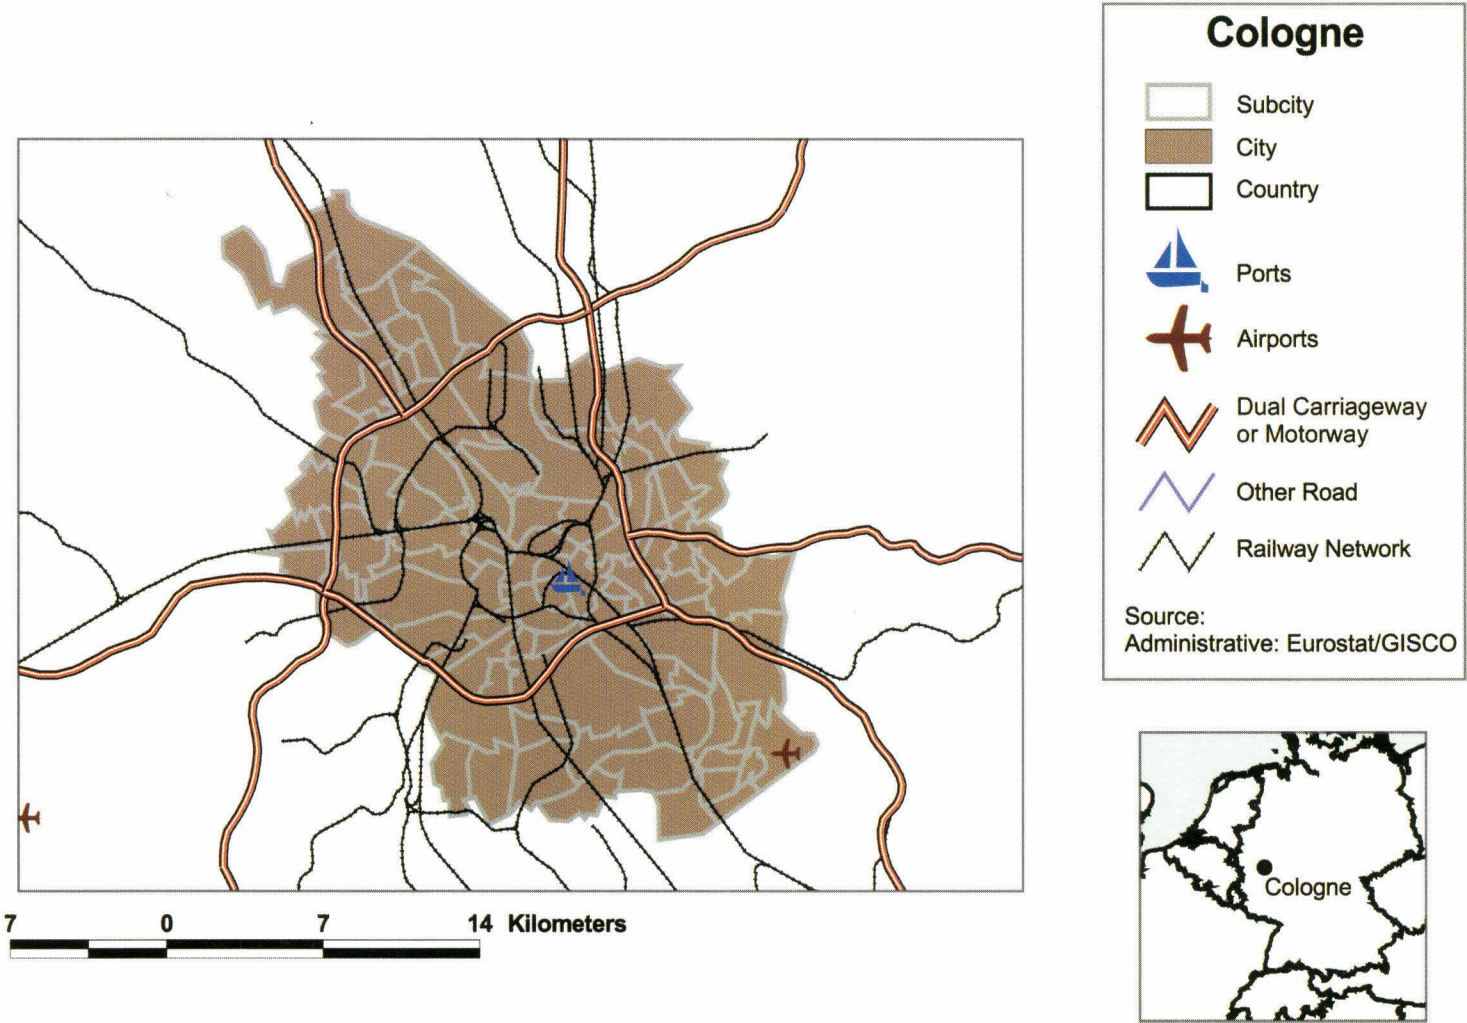 Cologne
Subcity
City
Country
Ports
Airports
Dual Carriageway
or Motorway
Other Road
Railway Network
Source:
Administrative: Eurostat/GISCO
7 0 7 14 Kilometers
Cologne